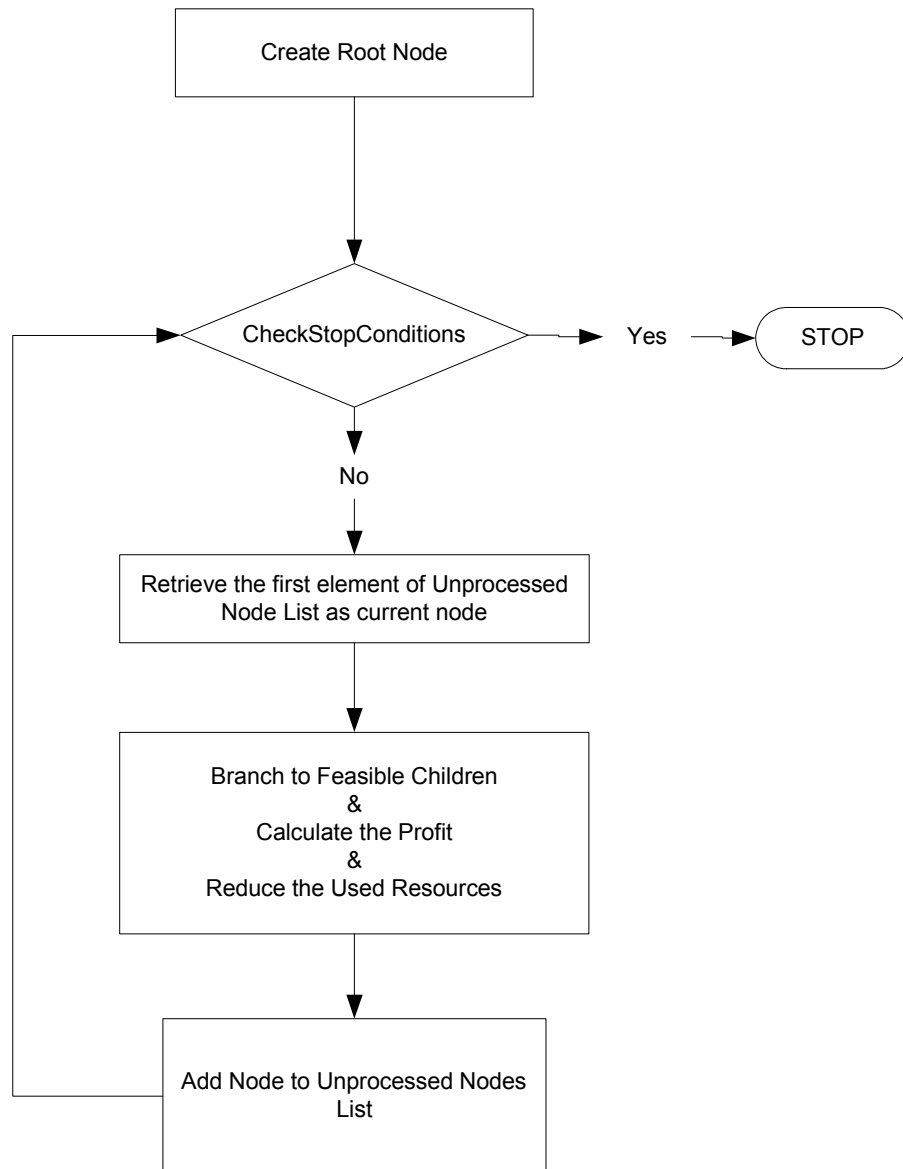 Create Root Node
CheckStopConditions
Yes
STOP
No
Retrieve the first element of Unprocessed
Node List as current node
Branch to Feasible Children
&
Calculate the Profit
&
Reduce the Used Resources
Add Node to Unprocessed Nodes
List